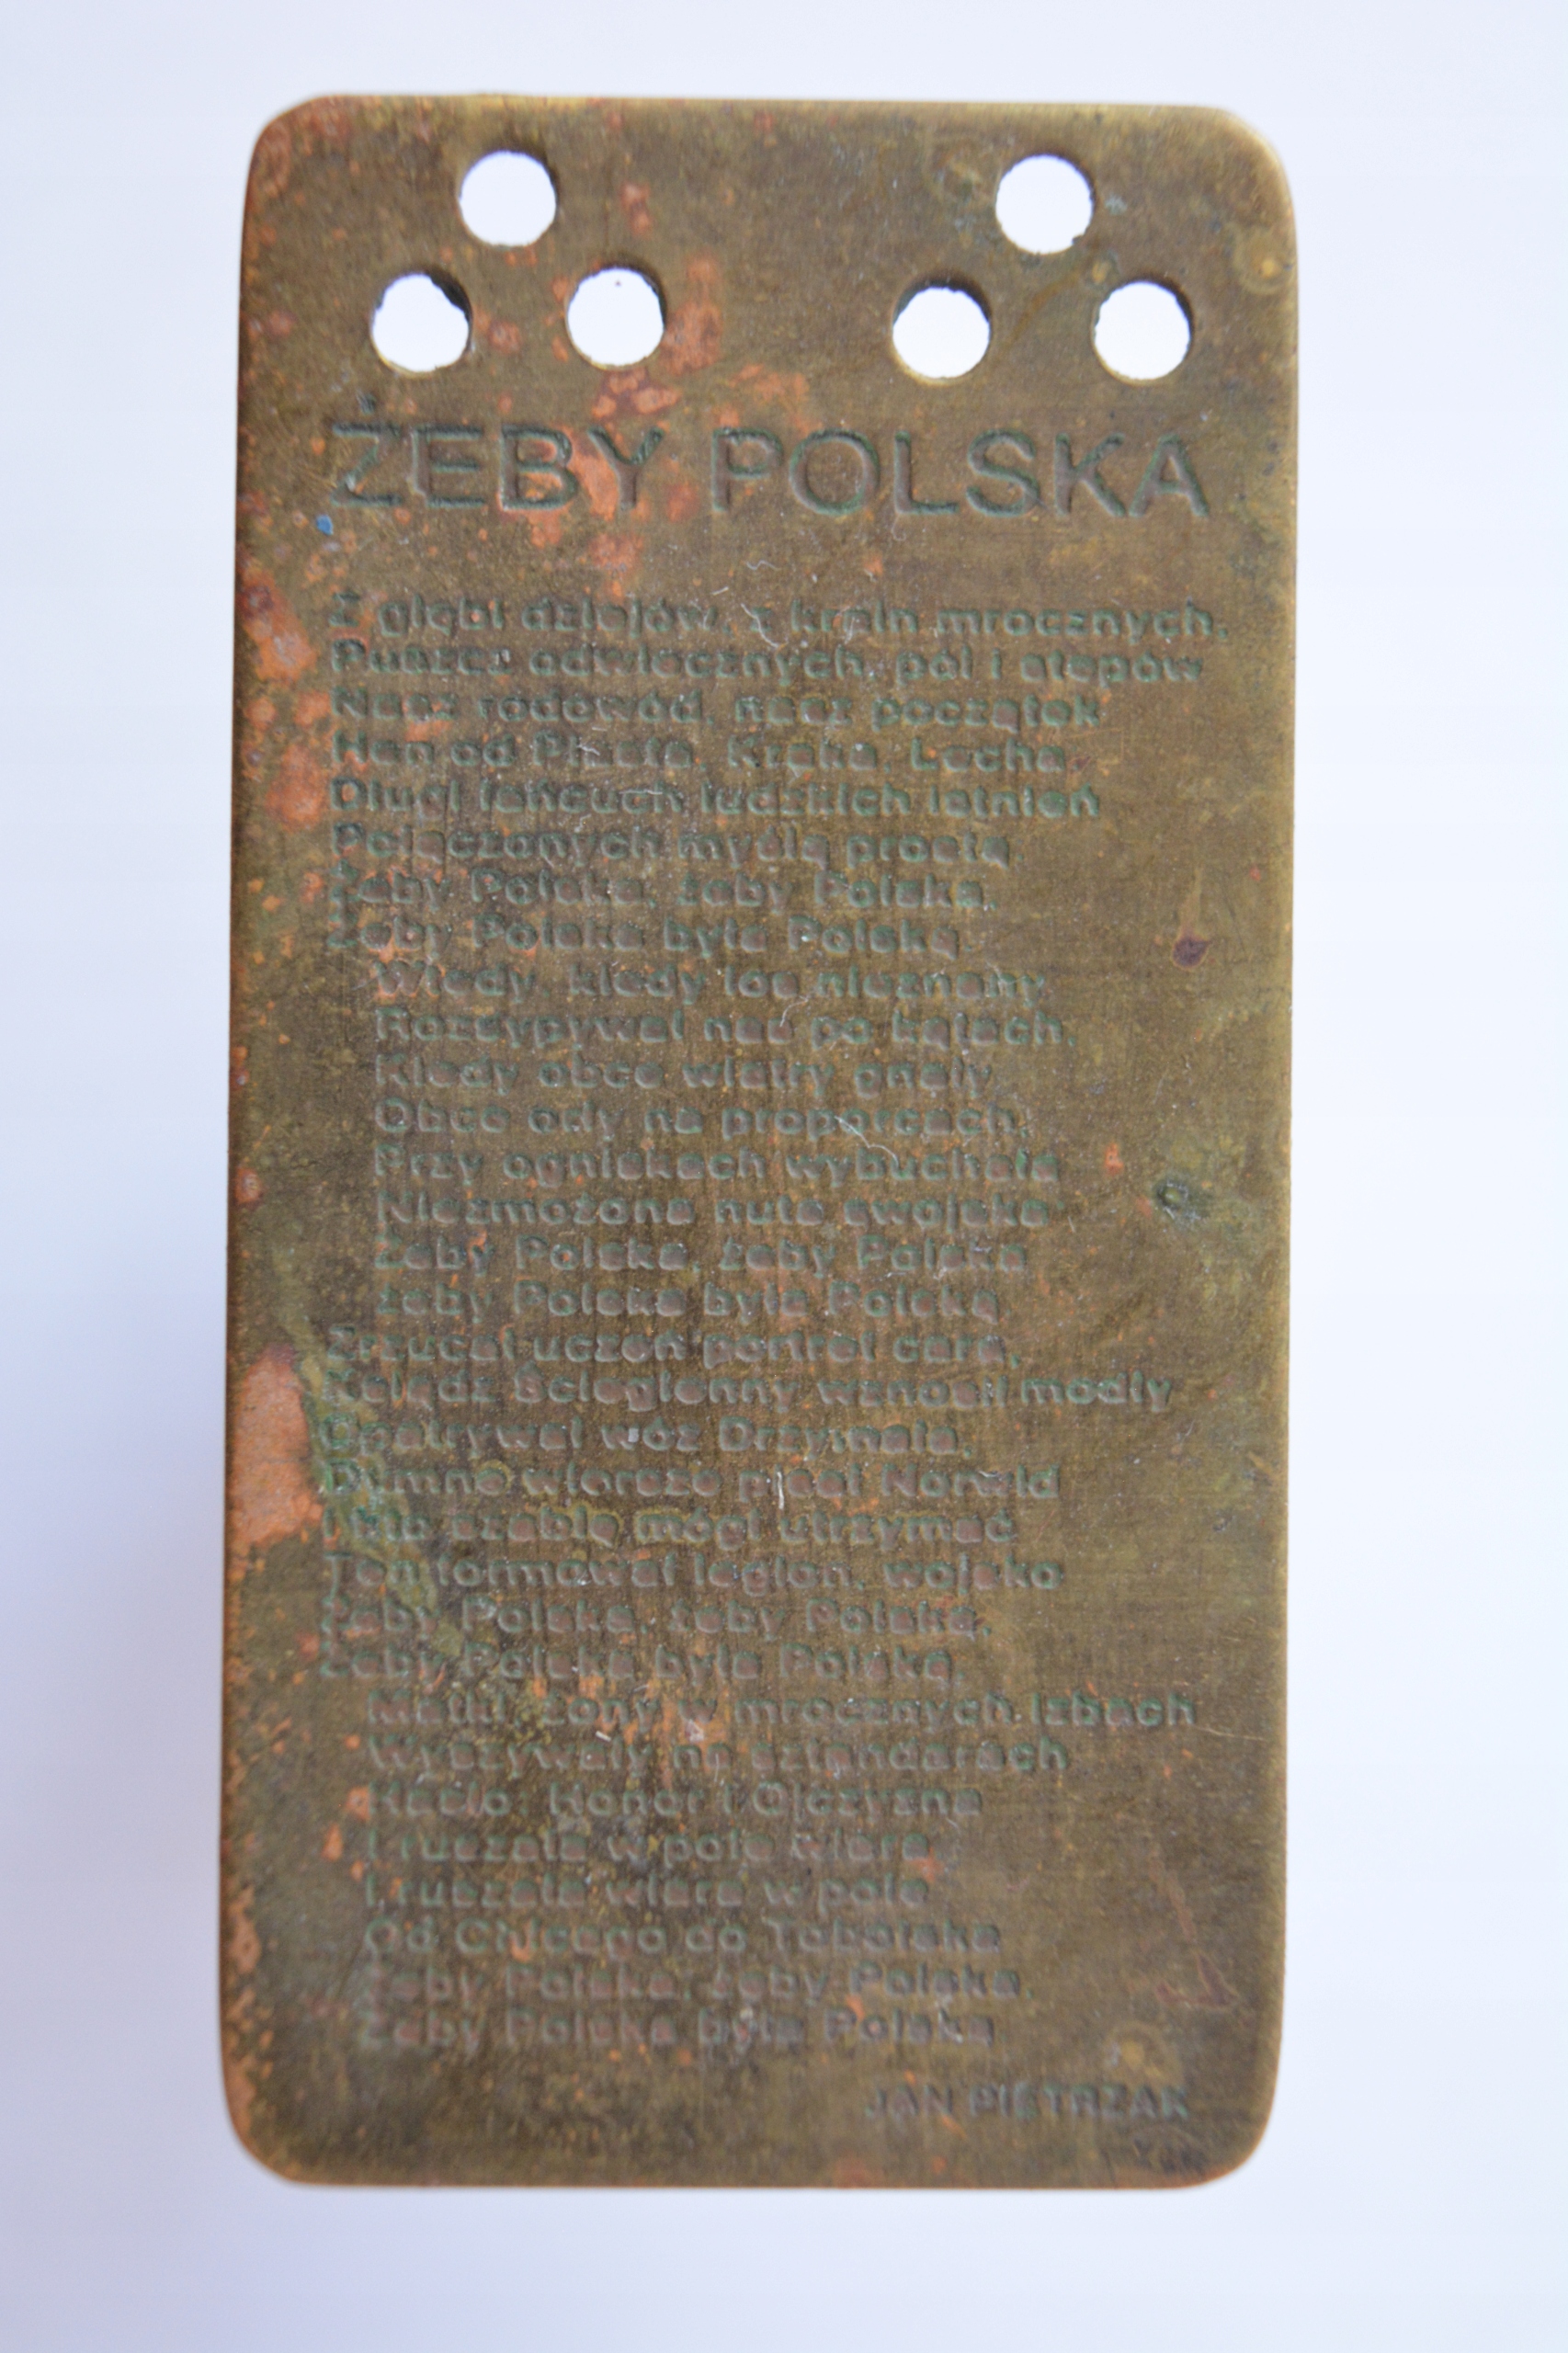 ŻEBY POLSKA
Z głębi dziejów, z krain mrocznych,
Puszcz odwiecznych, pól i stepów
Nasz rodowód, nasz początek
Hen od Piasta, Kraka, Lecha
Długi łańcuch ludzkich istnień
Połączonych myślą prostą.
Żeby Polska, żeby Polska,
Żeby Polska była Polską.
Wtedy, kiedy los nieznany
Rozsypywał nas po kątach,
Kiedy obce wiatry gnały,
Obce orły na proporcach,
Przy ogniskach wybuchała
Niezmożona nuta swojska
Żeby Polska, żeby Polska
żeby Polska była Polską
Zrzucał uczeń portret cara,
Ksiądz Ściegienny wznosił modły
Opatrywał wóz Drzymała,
Dumne wiersze pisał Norwid
I kto szablę mógł utrzymać
Ten formował legion, wojsko
Żeby Polska, żeby Polska,
Żeby Polska była Polską,
Matki, żony w mrocznych izbach
Wyszywały na sztandarach
Hasło: Honor i Ojczyzna
I ruszała w pole wiara
I ruszała wiara w pole
Od Chicago do Tobolska
Żeby Polska, żeby Polska,
Żeby Polska była Polską
JAN PIETRZAK